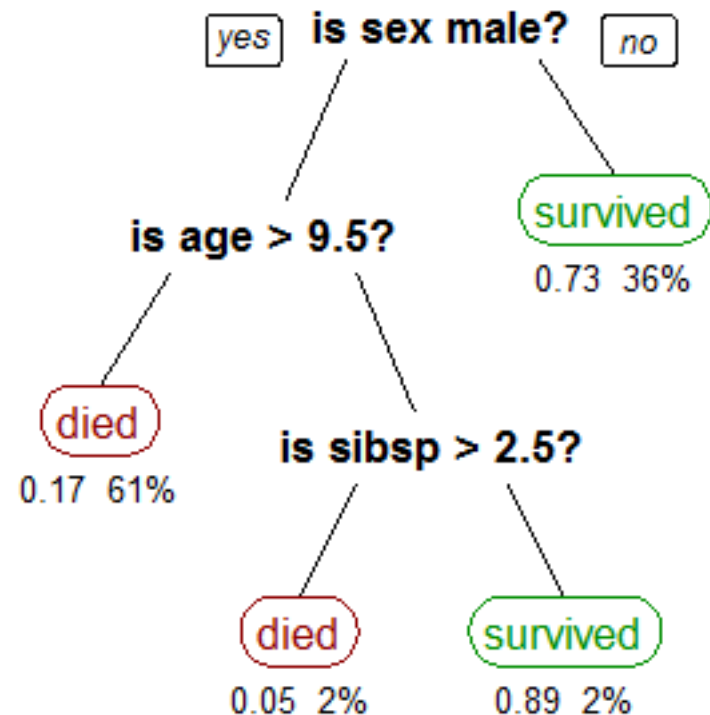 yes is sex male? no
is age > 9.5?
survived
0.73 36%
died
0.17 61%
is sibsp > 2.5?
died
0.05 2%
survived
0.89 2%